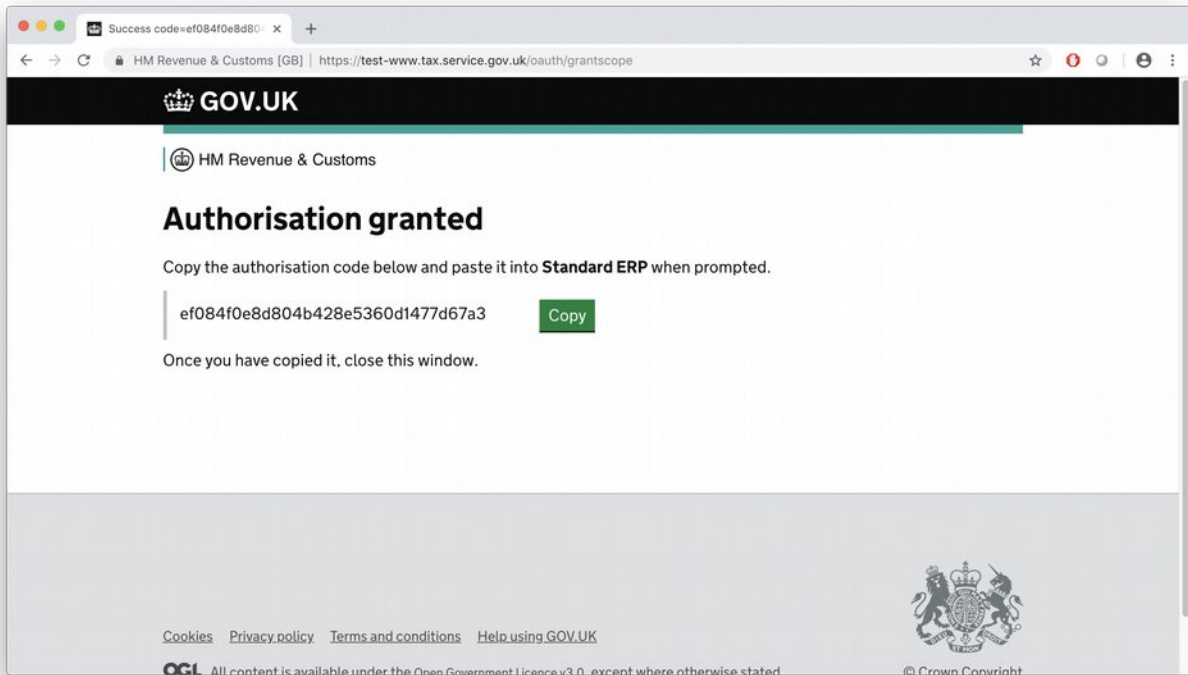 Success code=ef084f0e8d80
HM Revenue & Customs [GB] | https://test-www.tax.service.gov.uk/oauth/grantscope
GOV.UK
HM Revenue & Customs
Authorisation granted
Copy the authorisation code below and paste it into Standard ERP when prompted.
ef084f0e8d804b428e5360d1477d67a3 Copy
Once you have copied it, close this window.
Cookies Privacy policy Terms and conditions Help using GOV.UK
OGL All content is available under the Open Government Licence v3.0, except where otherwise stated
© Crown Copyright